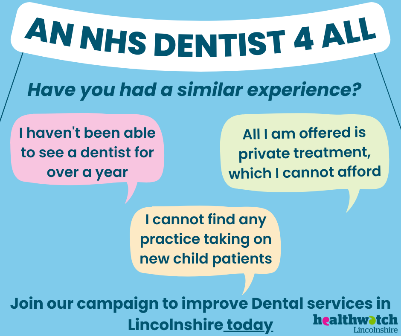 AN NHS DENTIST 4 ALL
Have you had a similar experience?
I haven't been able
to see a dentist for
over a year
All I am offered is
private treatment,
which I cannot afford
I cannot find any
practice taking on
new child patients
Join our campaign to improve Dental services in
Lincolnshire today
healthwatch
Lincolnshire